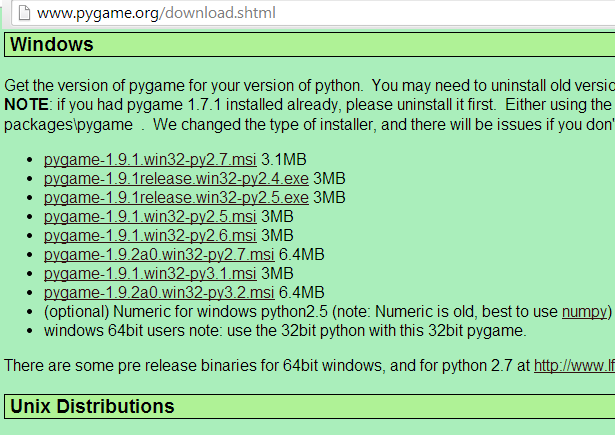 www.pygame.org/download.shtml
Windows
Get the version of pygame for your version of python. You may need to uninstall old versio
NOTE: if you had pygame 1.7.1 installed already, please uninstall it first. Either using the
packages\pygame . We changed the type of installer, and there will be issues if you don'
pygame-1.9.1.win32-py2.7.msi 3.1MB
pygame-1.9.1release.win32-py2.4.exe 3MB
pygame-1.9.1release.win32-py2.5.exe 3MB
pygame-1.9.1.win32-py2.5.msi 3MB
pygame-1.9.1.win32-py2.6.msi 3MB
pygame-1.9.2a0.win32-py2.7.msi 6.4MB
pygame-1.9.1.win32-py3.1.msi 3MB
pygame-1.9.2a0.win32-py3.2.msi 6.4MB
(optional) Numeric for windows python2.5 (note: Numeric is old, best to use numpy)
windows 64bit users note: use the 32bit python with this 32bit pygame.
There are some pre release binaries for 64bit windows, and for python 2.7 at http://www.lf
Unix Distributions